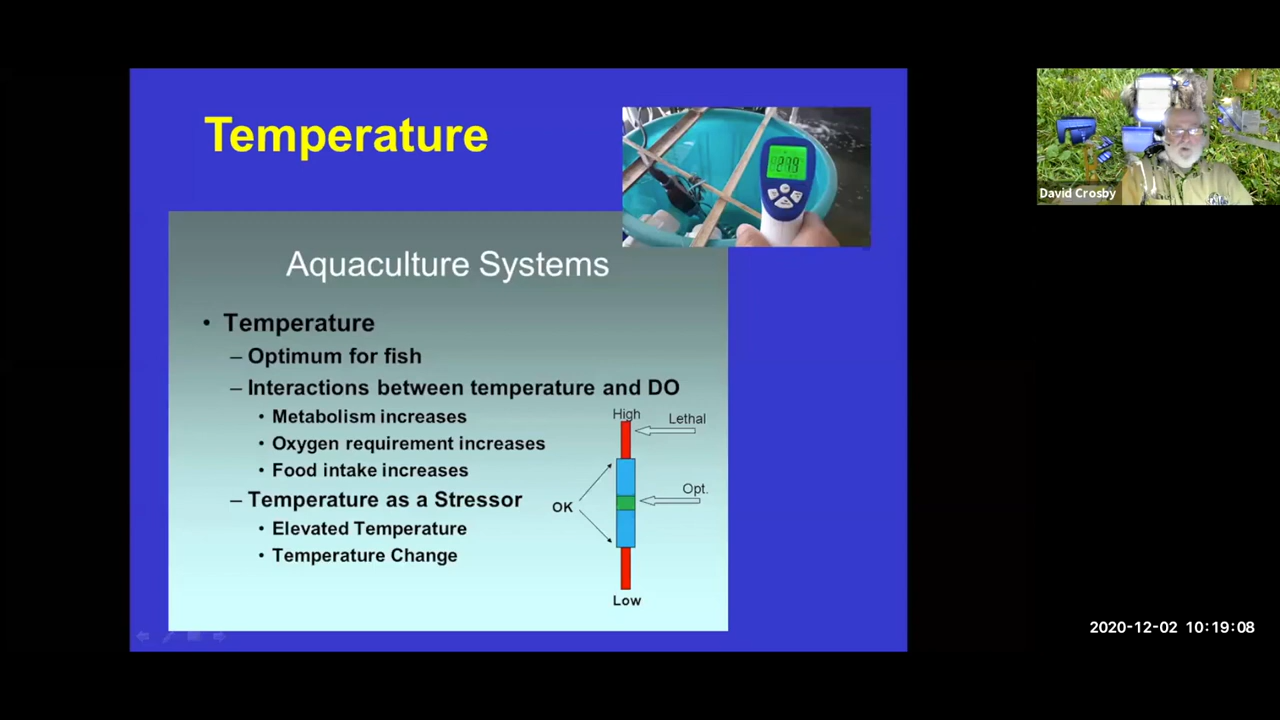 Temperature
27.9
Aquaculture Systems
• Temperature
– Optimum for fish
– Interactions between temperature and DO
• Metabolism increases
• Oxygen requirement increases
• Food intake increases
– Temperature as a Stressor
• Elevated Temperature
• Temperature Change
High
Lethal
Opt.
OK
Low
David Crosby
2020-12-02 10:19:08